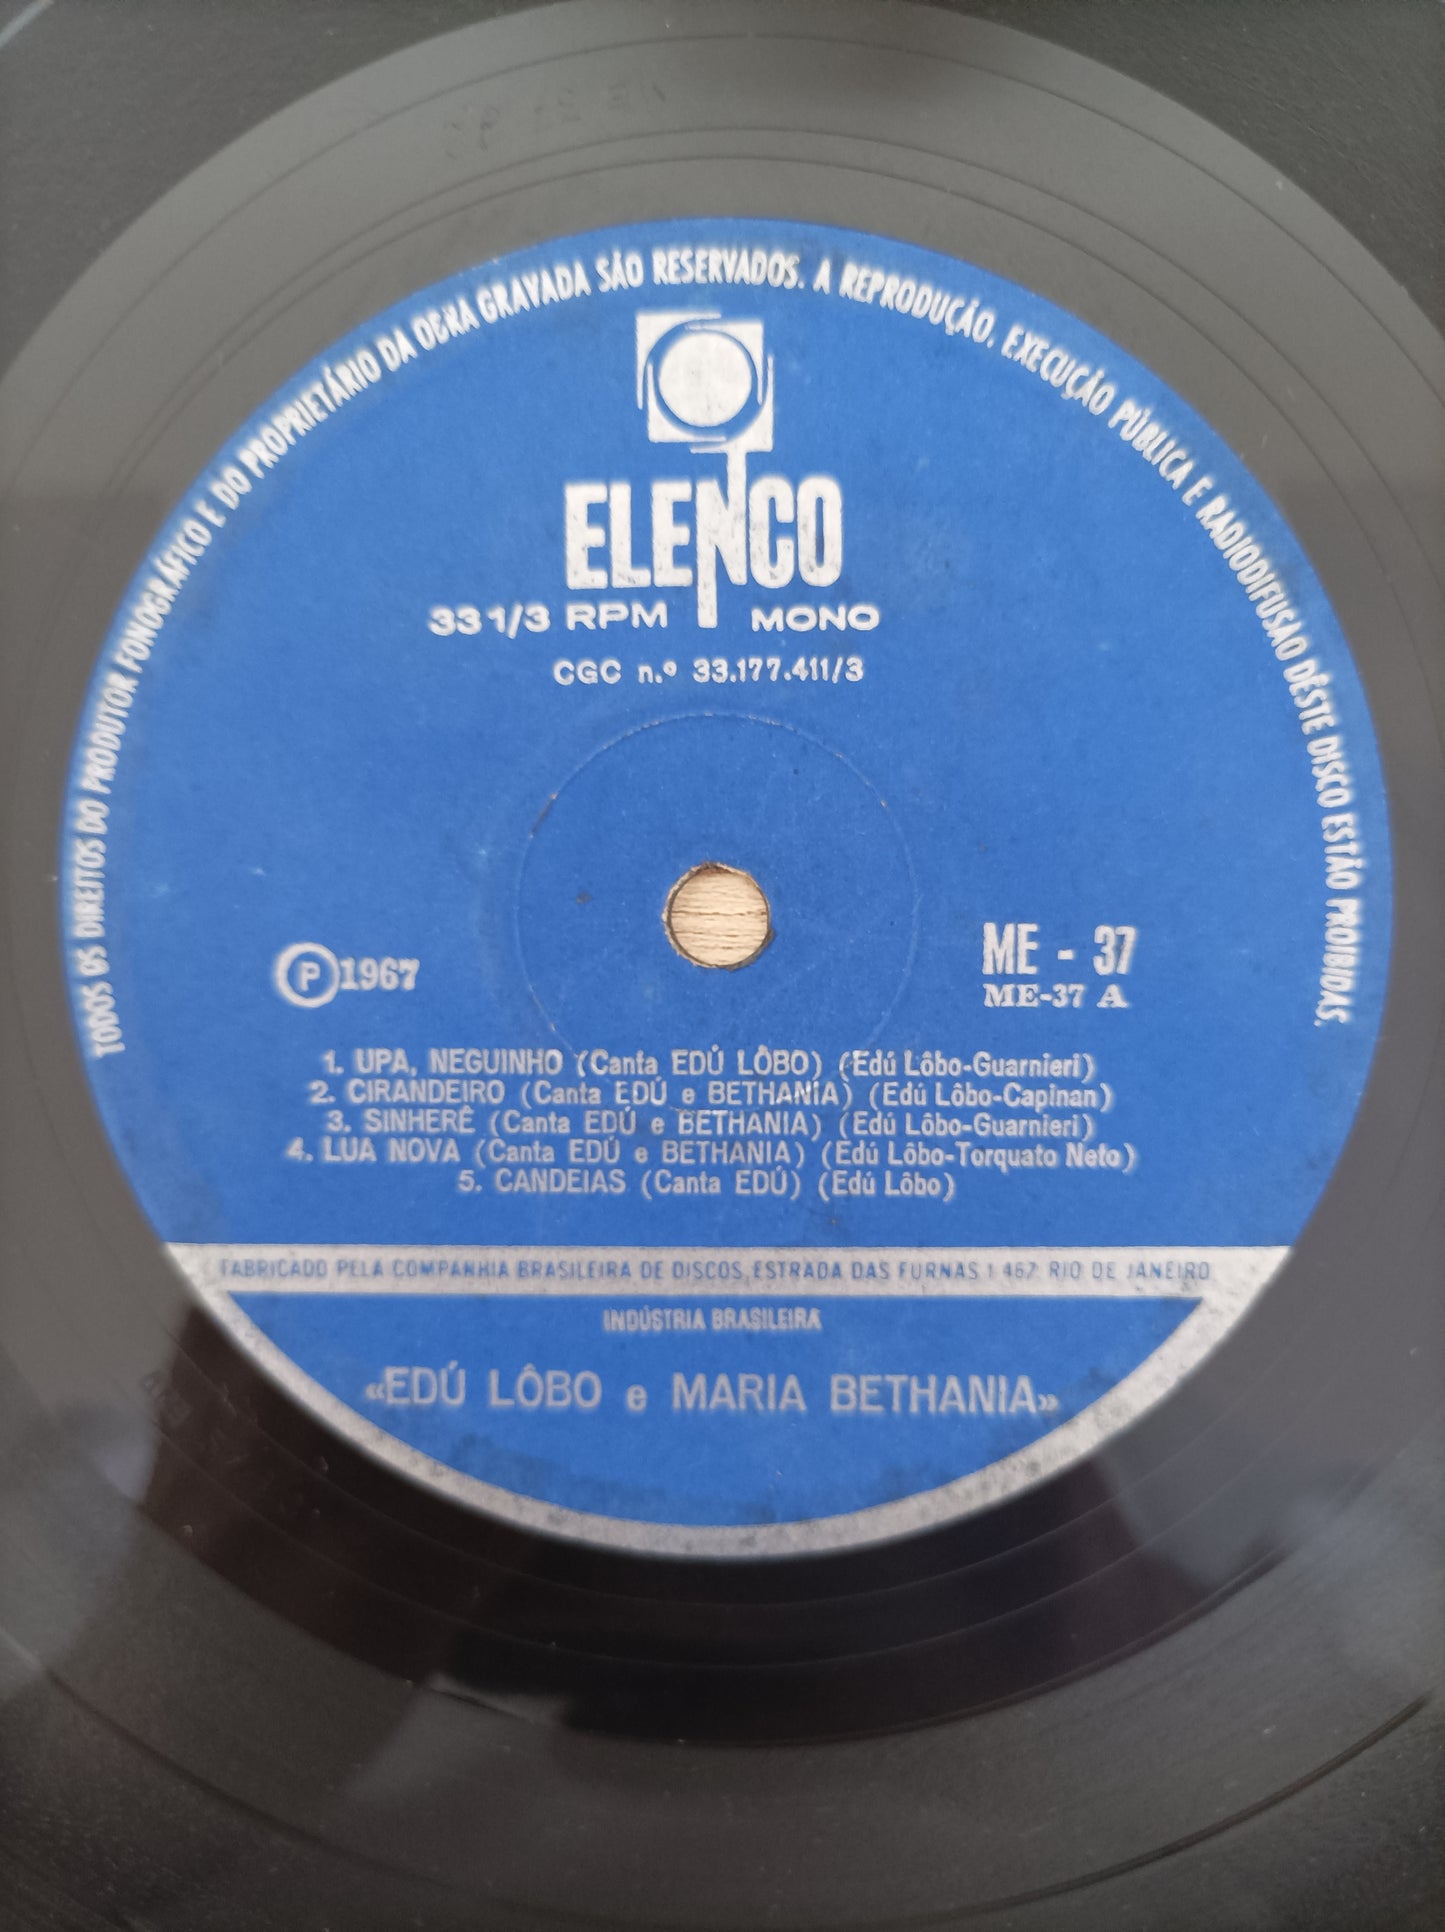 TODOS OS DIREITOS DO PRODUTOR FONOGRÁFICO E DO PROPRIETÁRIO DA OBRA GRAVADA SÃO RESERVADOS. A REPRODUÇÃO, EXECUÇÃO PÚBLICA E RADIODIFUSÃO DÊSTE DISCO ESTÃO PROIBIDAS.
ELENCO
33 1/3 RPM MONO
CGC n.º 33.177.411/3
ME - 37
Ⓟ 1967
ME-37 A
1. UPA, NEGUINHO (Canta EDÚ LÔBO) (Edú Lôbo-Guarnieri)
2. CIRANDEIRO (Canta EDÚ e BETHANIA) (Edú Lôbo-Capinan)
3. SINHERÊ (Canta EDÚ e BETHANIA) (Edú Lôbo-Guarnieri)
4. LUA NOVA (Canta EDÚ e BETHANIA) (Edú Lôbo-Torquato Neto)
5. CANDEIAS (Canta EDÚ) (Edú Lôbo)
FABRICADO PELA COMPANHIA BRASILEIRA DE DISCOS, ESTRADA DAS FURNAS 1 467 RIO DE JANEIRO
INDÚSTRIA BRASILEIRA
«EDÚ LÔBO e MARIA BETHANIA»